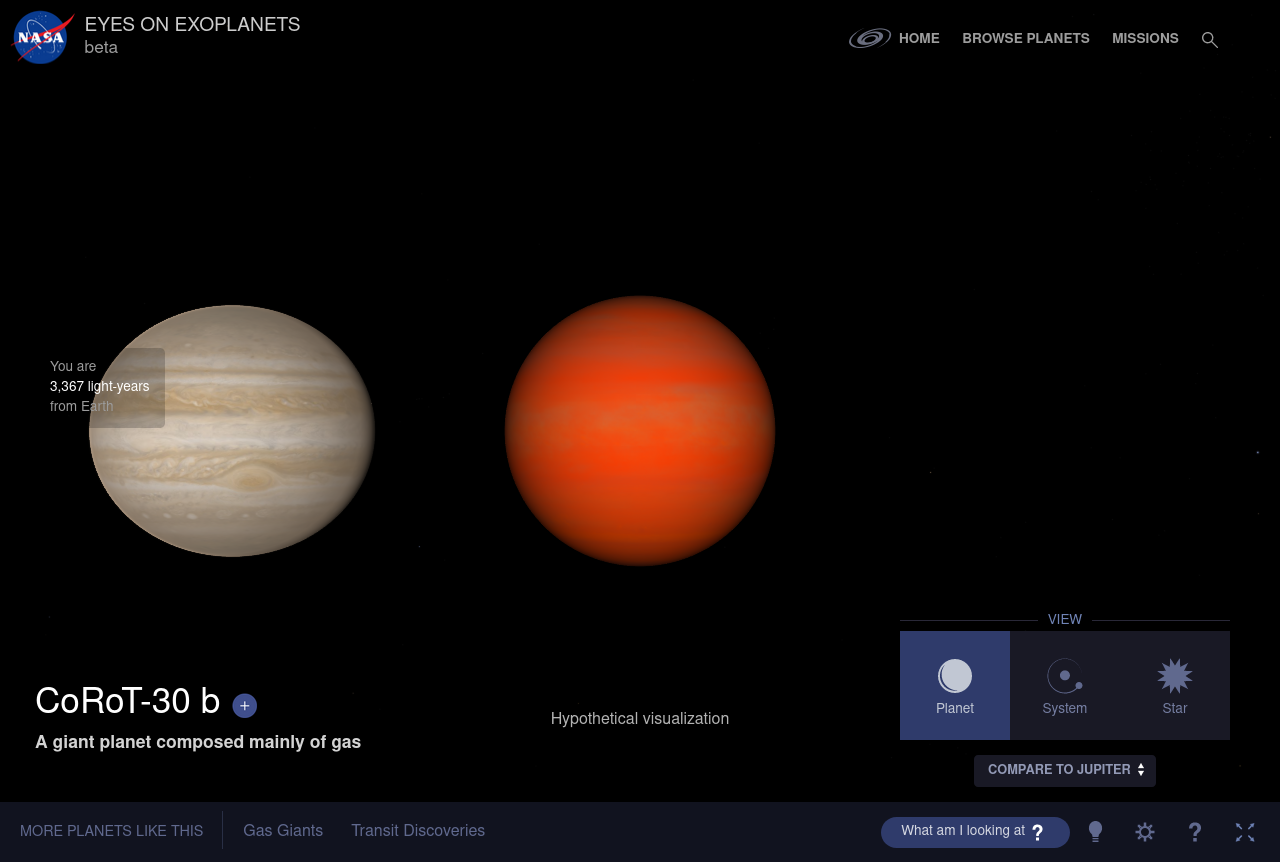 NASA
EYES ON EXOPLANETS
beta
HOME
BROWSE PLANETS
MISSIONS
You are
3,367 light-years
from Earth
VIEW
Planet
System
Star
CoRoT-30 b +
A giant planet composed mainly of gas
Hypothetical visualization
COMPARE TO JUPITER
MORE PLANETS LIKE THIS
Gas Giants
Transit Discoveries
What am I looking at ?
?